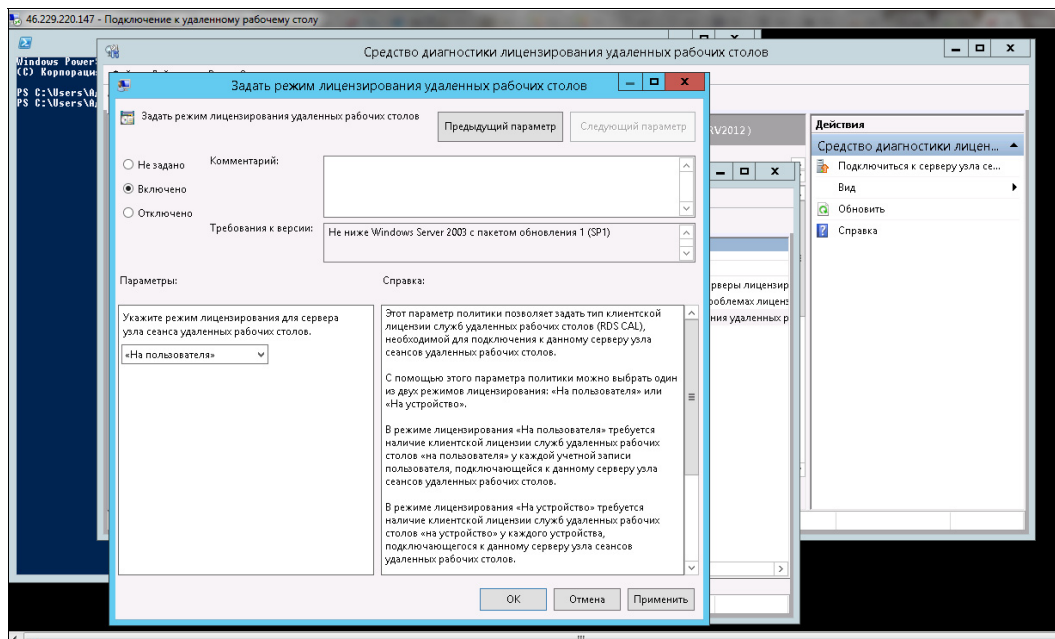 46.229.220.147 - Подключение к удаленному рабочему столу
Средство диагностики лицензирования удаленных рабочих столов
Windows Power
(C) Корпораци
PS C:\Users\
PS C:\Users\
Задать режим лицензирования удаленных рабочих столов
Задать режим лицензирования удаленных рабочих столов
Предыдущий параметр
Следующий параметр
Не задано
Включено
Отключено
Комментарий:
Требования к версии:
Не ниже Windows Server 2003 с пакетом обновления 1 (SP1)
Параметры:
Справка:
Укажите режим лицензирования для сервера
узла сеанса удаленных рабочих столов.
«На пользователя»
Этот параметр политики позволяет задать тип клиентской
лицензии служб удаленных рабочих столов (RDS CAL),
необходимой для подключения к данному серверу узла
сеансов удаленных рабочих столов.
С помощью этого параметра политики можно выбрать один
из двух режимов лицензирования: «На пользователя» или
«На устройство».
В режиме лицензирования «На пользователя» требуется
наличие клиентской лицензии служб удаленных рабочих
столов «на пользователя» у каждой учетной записи
пользователя, подключающейся к данному серверу узла
сеансов удаленных рабочих столов.
В режиме лицензирования «На устройство» требуется
наличие клиентской лицензии служб удаленных рабочих
столов «на устройство» у каждого устройства,
подключающегося к данному серверу узла сеансов
удаленных рабочих столов.
OK
Отмена
Применить
RV2012)
рверы лицензир
роблемах лиценз
ния удаленных р
Действия
Средство диагностики лицен...
Подключиться к серверу узла се...
Вид
Обновить
Справка